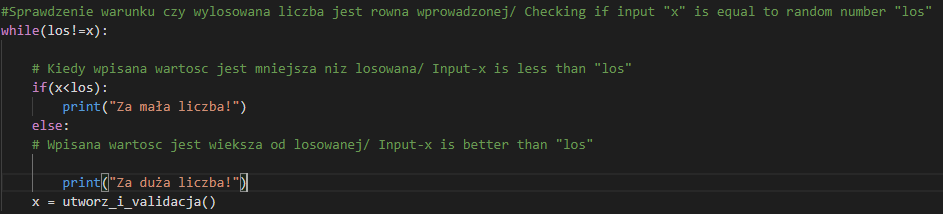 #Sprawdzenie warunku czy wylosowana liczba jest rowna wprowadzonej/ Checking if input "x" is equal to random number "los"
while(los!=x):
# Kiedy wpisana wartosc jest mniejsza niz losowana/ Input-x is less than "los"
if(x<los):
print("Za mała liczba!")
else:
# Wpisana wartosc jest wieksza od losowanej/ Input-x is better than "los"
print("Za duża liczba!")
x = utworz_i_validacja()